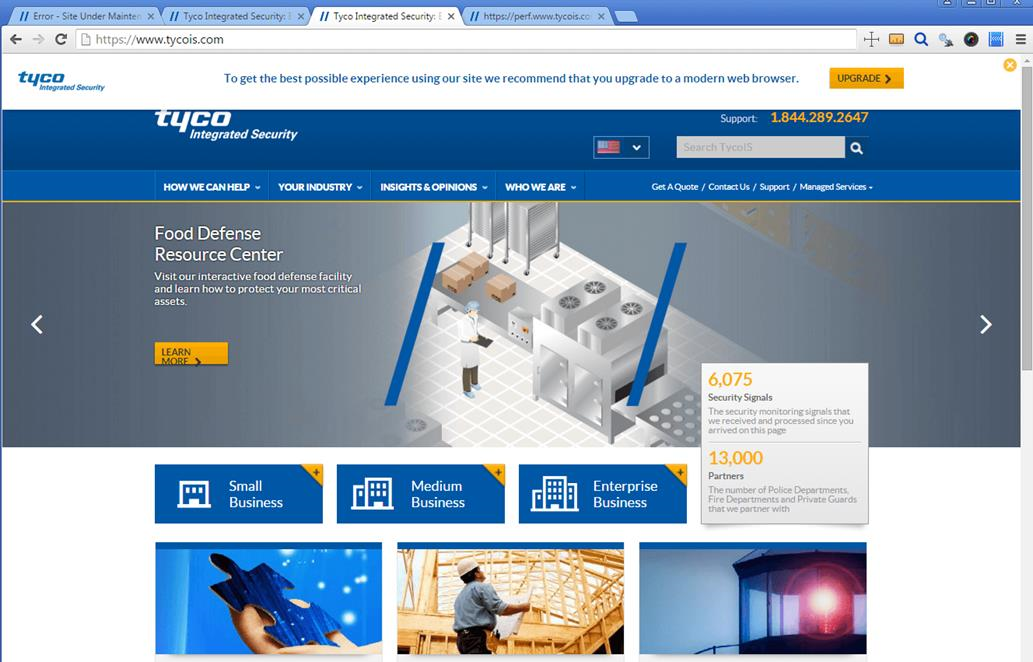 // Error - Site Under Mainten
// Tyco Integrated Security: E
// Tyco Integrated Security: E
// https://perf.www.tycois.co
https://www.tycois.com
tyco
Integrated Security
To get the best possible experience using our site we recommend that you upgrade to a modern web browser.
UPGRADE
tyco
Integrated Security
Support: 1.844.289.2647
Search TycoIS
HOW WE CAN HELP
YOUR INDUSTRY
INSIGHTS & OPINIONS
WHO WE ARE
Get A Quote / Contact Us / Support / Managed Services
Food Defense
Resource Center
Visit our interactive food defense facility
and learn how to protect your most critical
assets.
LEARN
MORE
6,075
Security Signals
The security monitoring signals that
we received and processed since you
arrived on this page
13,000
Partners
The number of Police Departments,
Fire Departments and Private Guards
that we partner with
Small
Business
Medium
Business
Enterprise
Business